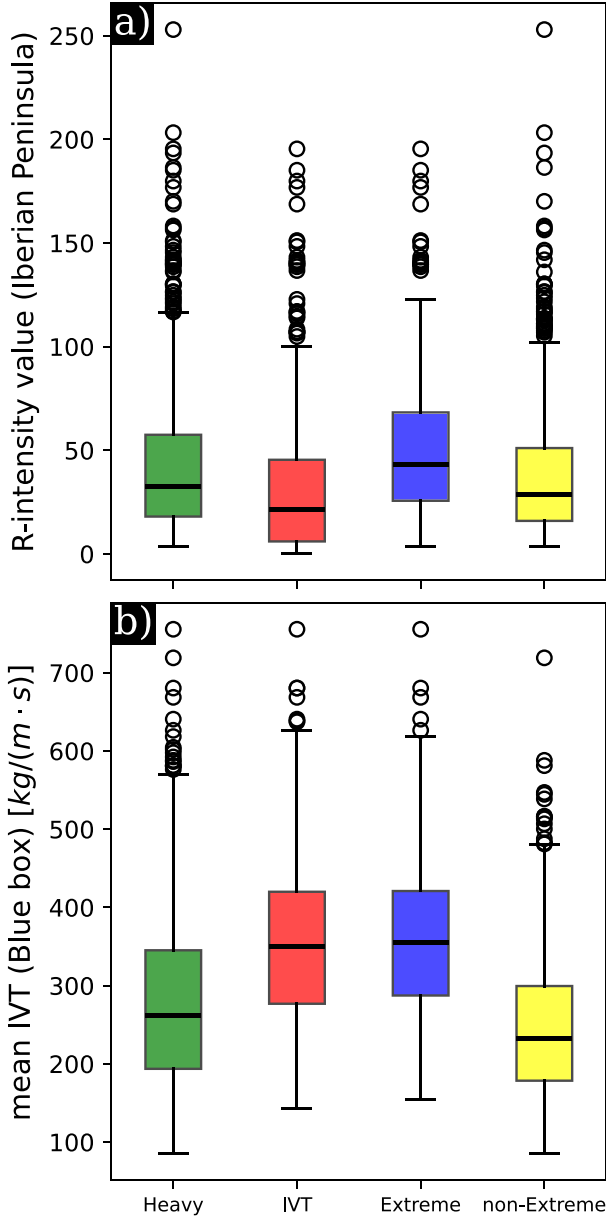 a)
R-intensity value (Iberian Peninsula)
250
200
150
100
50
0
b)
mean IVT (Blue box) [kg/(m · s)]
700
600
500
400
300
200
100
Heavy IVT Extreme non-Extreme